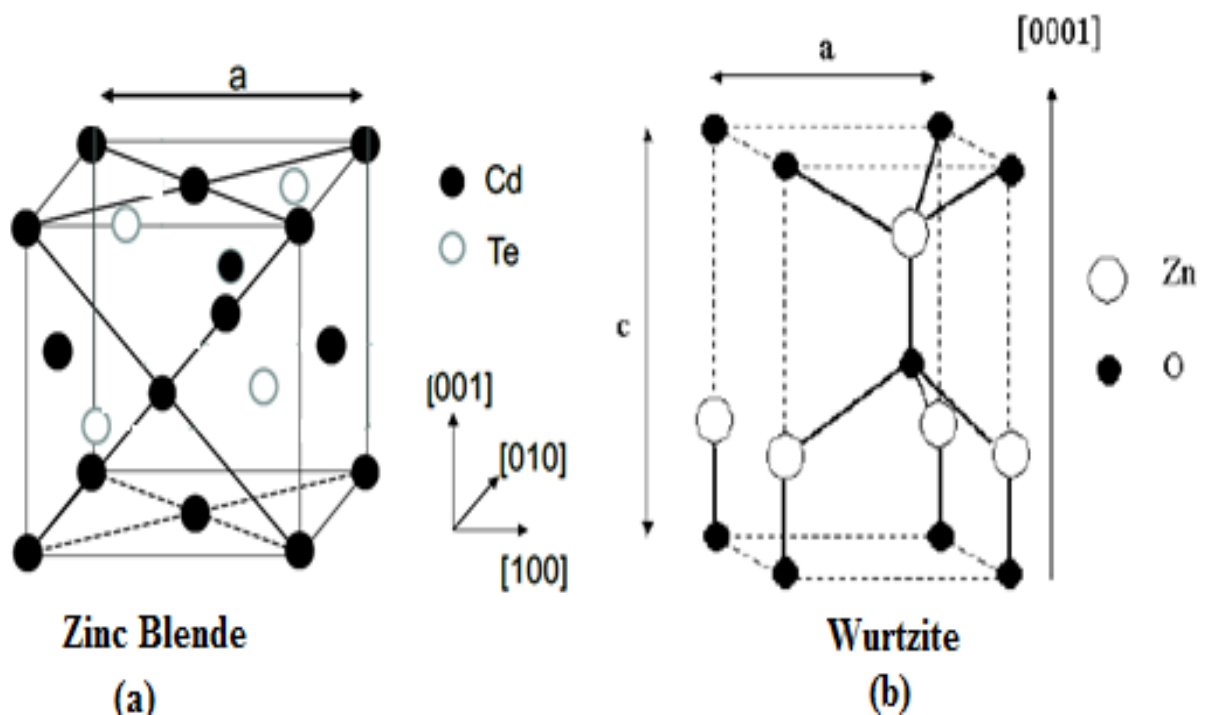 a
Cd
Te
[001]
[010]
[100]
Zinc Blende
(a)
[0001]
a
c
Zn
O
Wurtzite
(b)